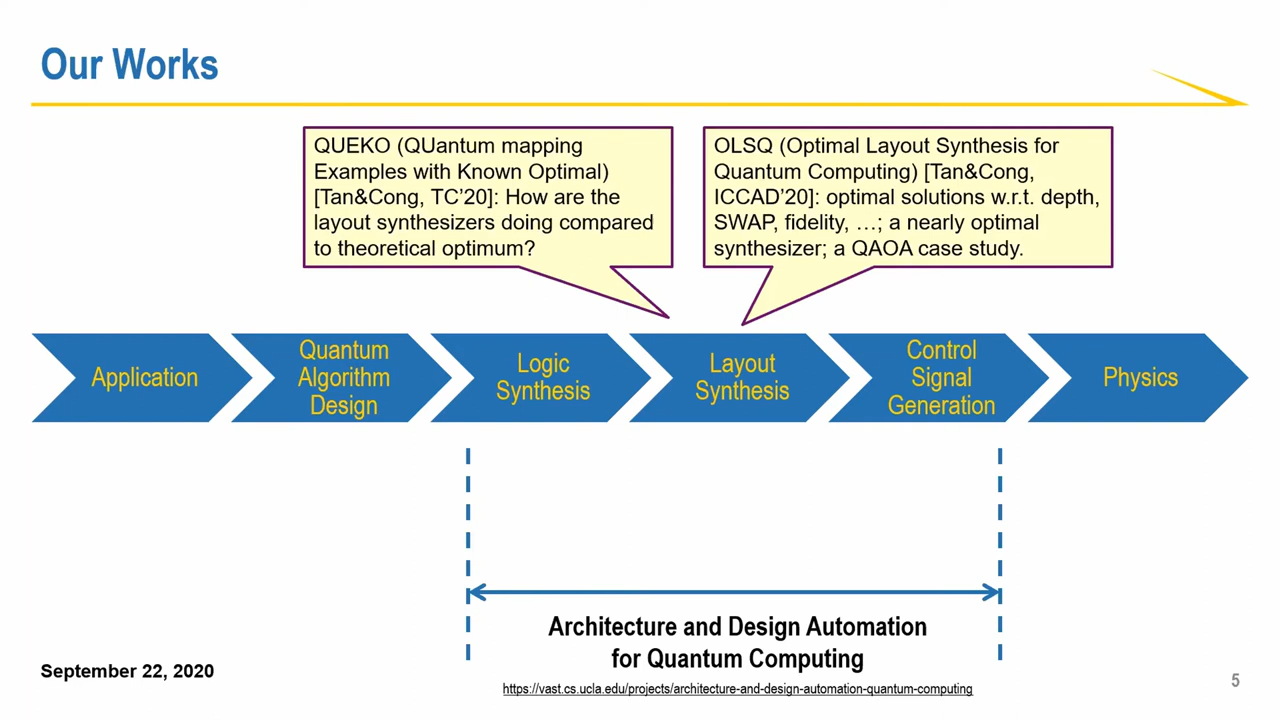 Our Works
QUEKO (QUantum mapping
Examples with Known Optimal)
[Tan&Cong, TC’20]: How are the
layout synthesizers doing compared
to theoretical optimum?
OLSQ (Optimal Layout Synthesis for
Quantum Computing) [Tan&Cong,
ICCAD’20]: optimal solutions w.r.t. depth,
SWAP, fidelity, …; a nearly optimal
synthesizer; a QAOA case study.
Application
Quantum
Algorithm
Design
Logic
Synthesis
Layout
Synthesis
Control
Signal
Generation
Physics
Architecture and Design Automation
for Quantum Computing
https://vast.cs.ucla.edu/projects/architecture-and-design-automation-quantum-computing
September 22, 2020
5